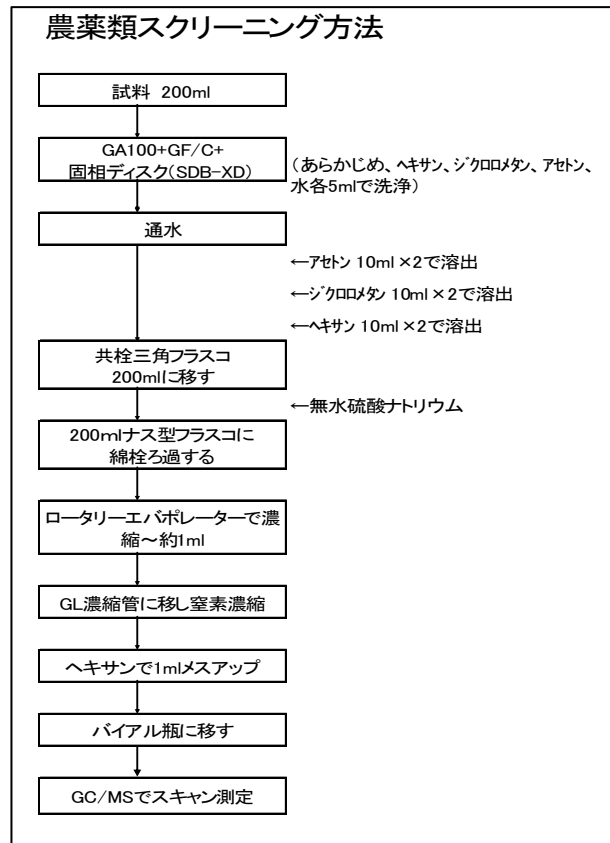 農薬類スクリーニング方法
試料 200ml
GA100+GF/C+
固相ディスク(SDB-XD)
(あらかじめ、ヘキサン、ジクロロメタン、アセトン、
水各5mlで洗浄)
通水
←アセトン 10ml×2で溶出
←ジクロロメタン 10ml×2で溶出
←ヘキサン 10ml×2で溶出
共栓三角フラスコ
200mlに移す
←無水硫酸ナトリウム
200mlナス型フラスコに
綿栓ろ過する
ロータリーエバポレーターで濃
縮～約1ml
GL濃縮管に移し窒素濃縮
ヘキサンで1mlメスアップ
バイアル瓶に移す
GC/MSでスキャン測定